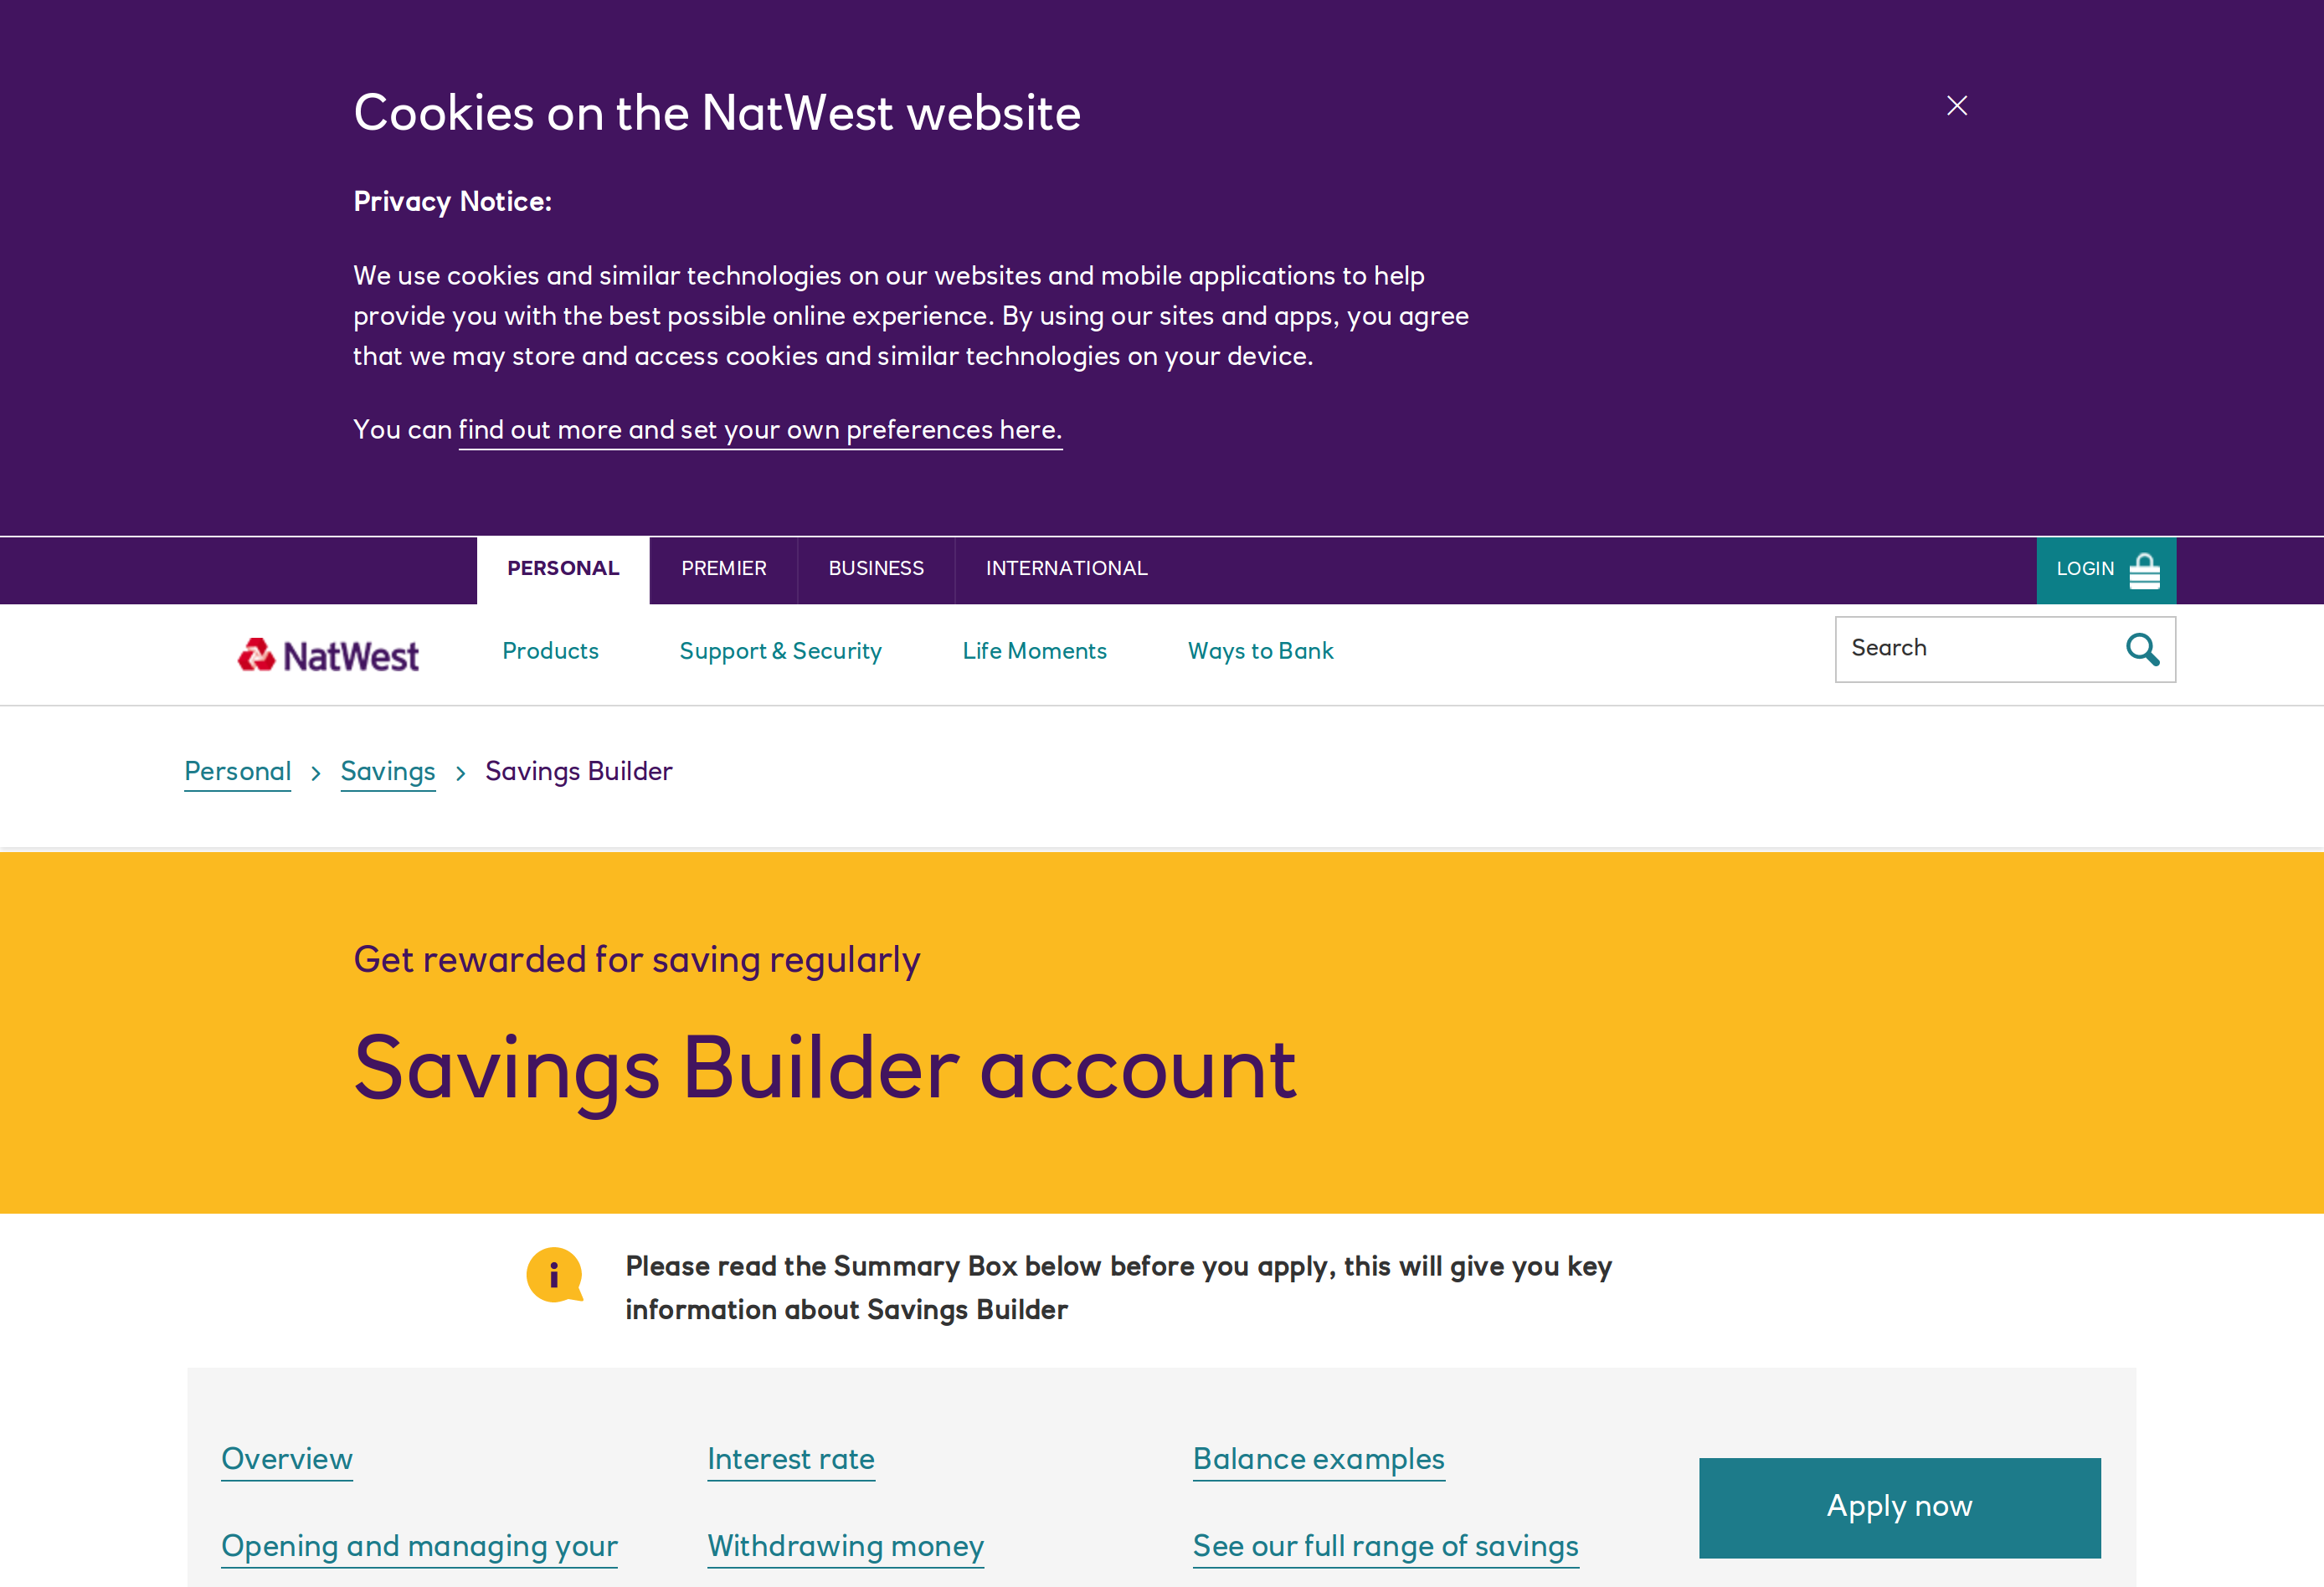 Cookies on the NatWest website
Privacy Notice:
We use cookies and similar technologies on our websites and mobile applications to help
provide you with the best possible online experience. By using our sites and apps, you agree
that we may store and access cookies and similar technologies on your device.
You can find out more and set your own preferences here.
PERSONAL PREMIER BUSINESS INTERNATIONAL LOGIN
NatWest Products Support & Security Life Moments Ways to Bank Search
Personal > Savings > Savings Builder
Get rewarded for saving regularly
Savings Builder account
Please read the Summary Box below before you apply, this will give you key
information about Savings Builder
Overview Interest rate Balance examples
Apply now
Opening and managing your Withdrawing money See our full range of savings